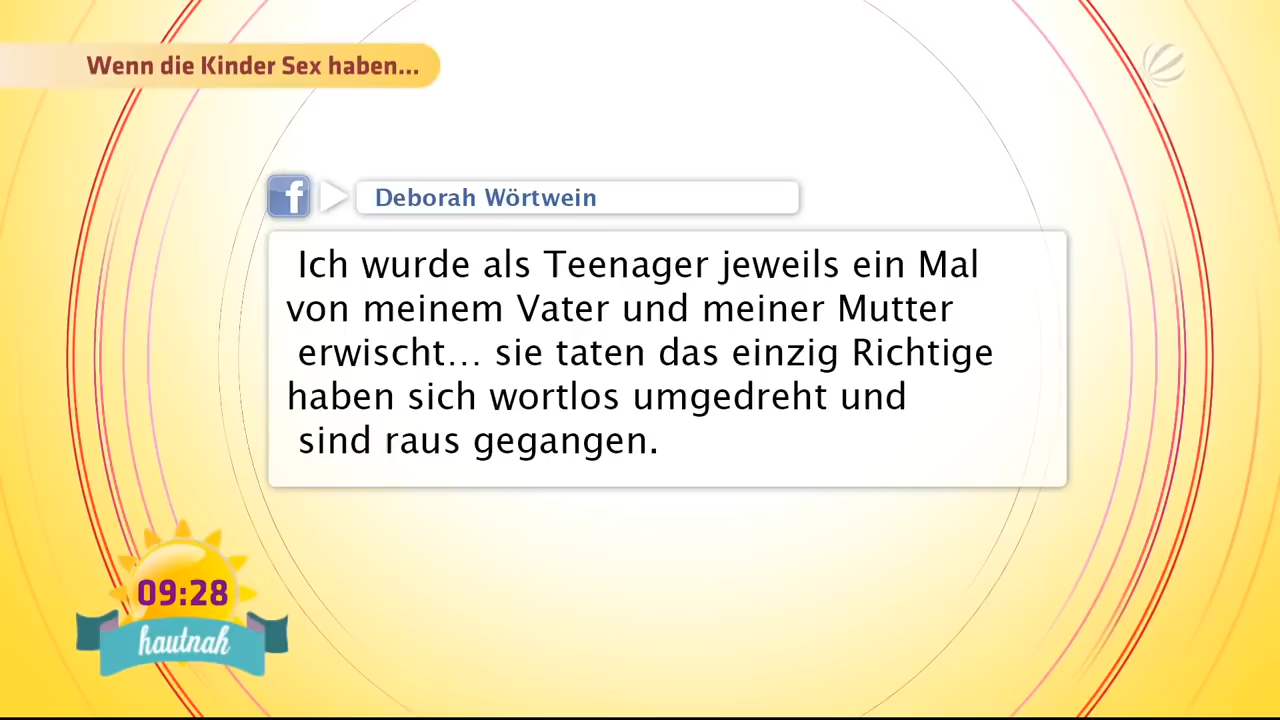 Wenn die Kinder Sex haben...
f
Deborah Wörtwein
Ich wurde als Teenager jeweils ein Mal
von meinem Vater und meiner Mutter
erwischt... sie taten das einzig Richtige
haben sich wortlos umgedreht und
sind raus gegangen.
09:28
hautnah